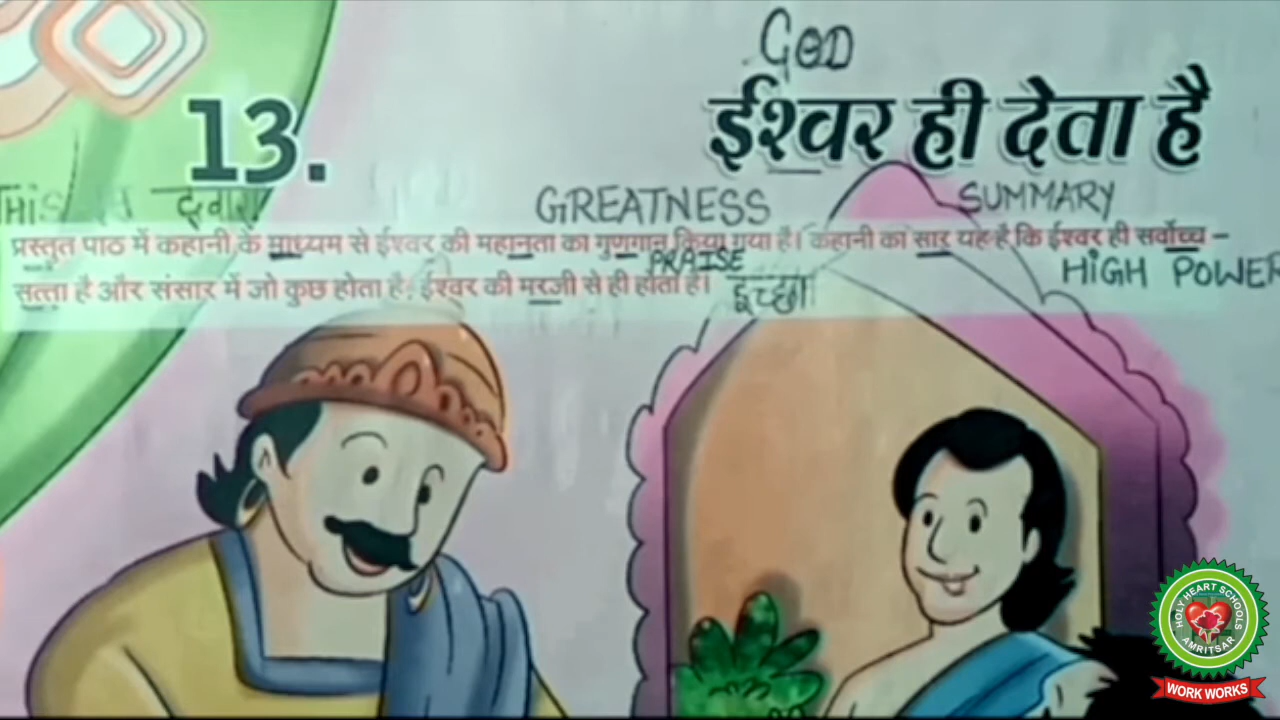 GOD
13. ईश्वर ही देता है
THIS द्वारा GREATNESS SUMMARY
प्रस्तुत पाठ में कहानी के माध्यम से ईश्वर की महानता का गुणगान किया गया है। कहानी का सार यह है कि ईश्वर ही सर्वोच्च –
PRAISE HIGH POWER
सत्ता है और संसार में जो कुछ होता है, ईश्वर की मरजी से ही होता है।
इच्छा
HOLY HEART SCHOOLS
AMRITSAR
WORK WORKS